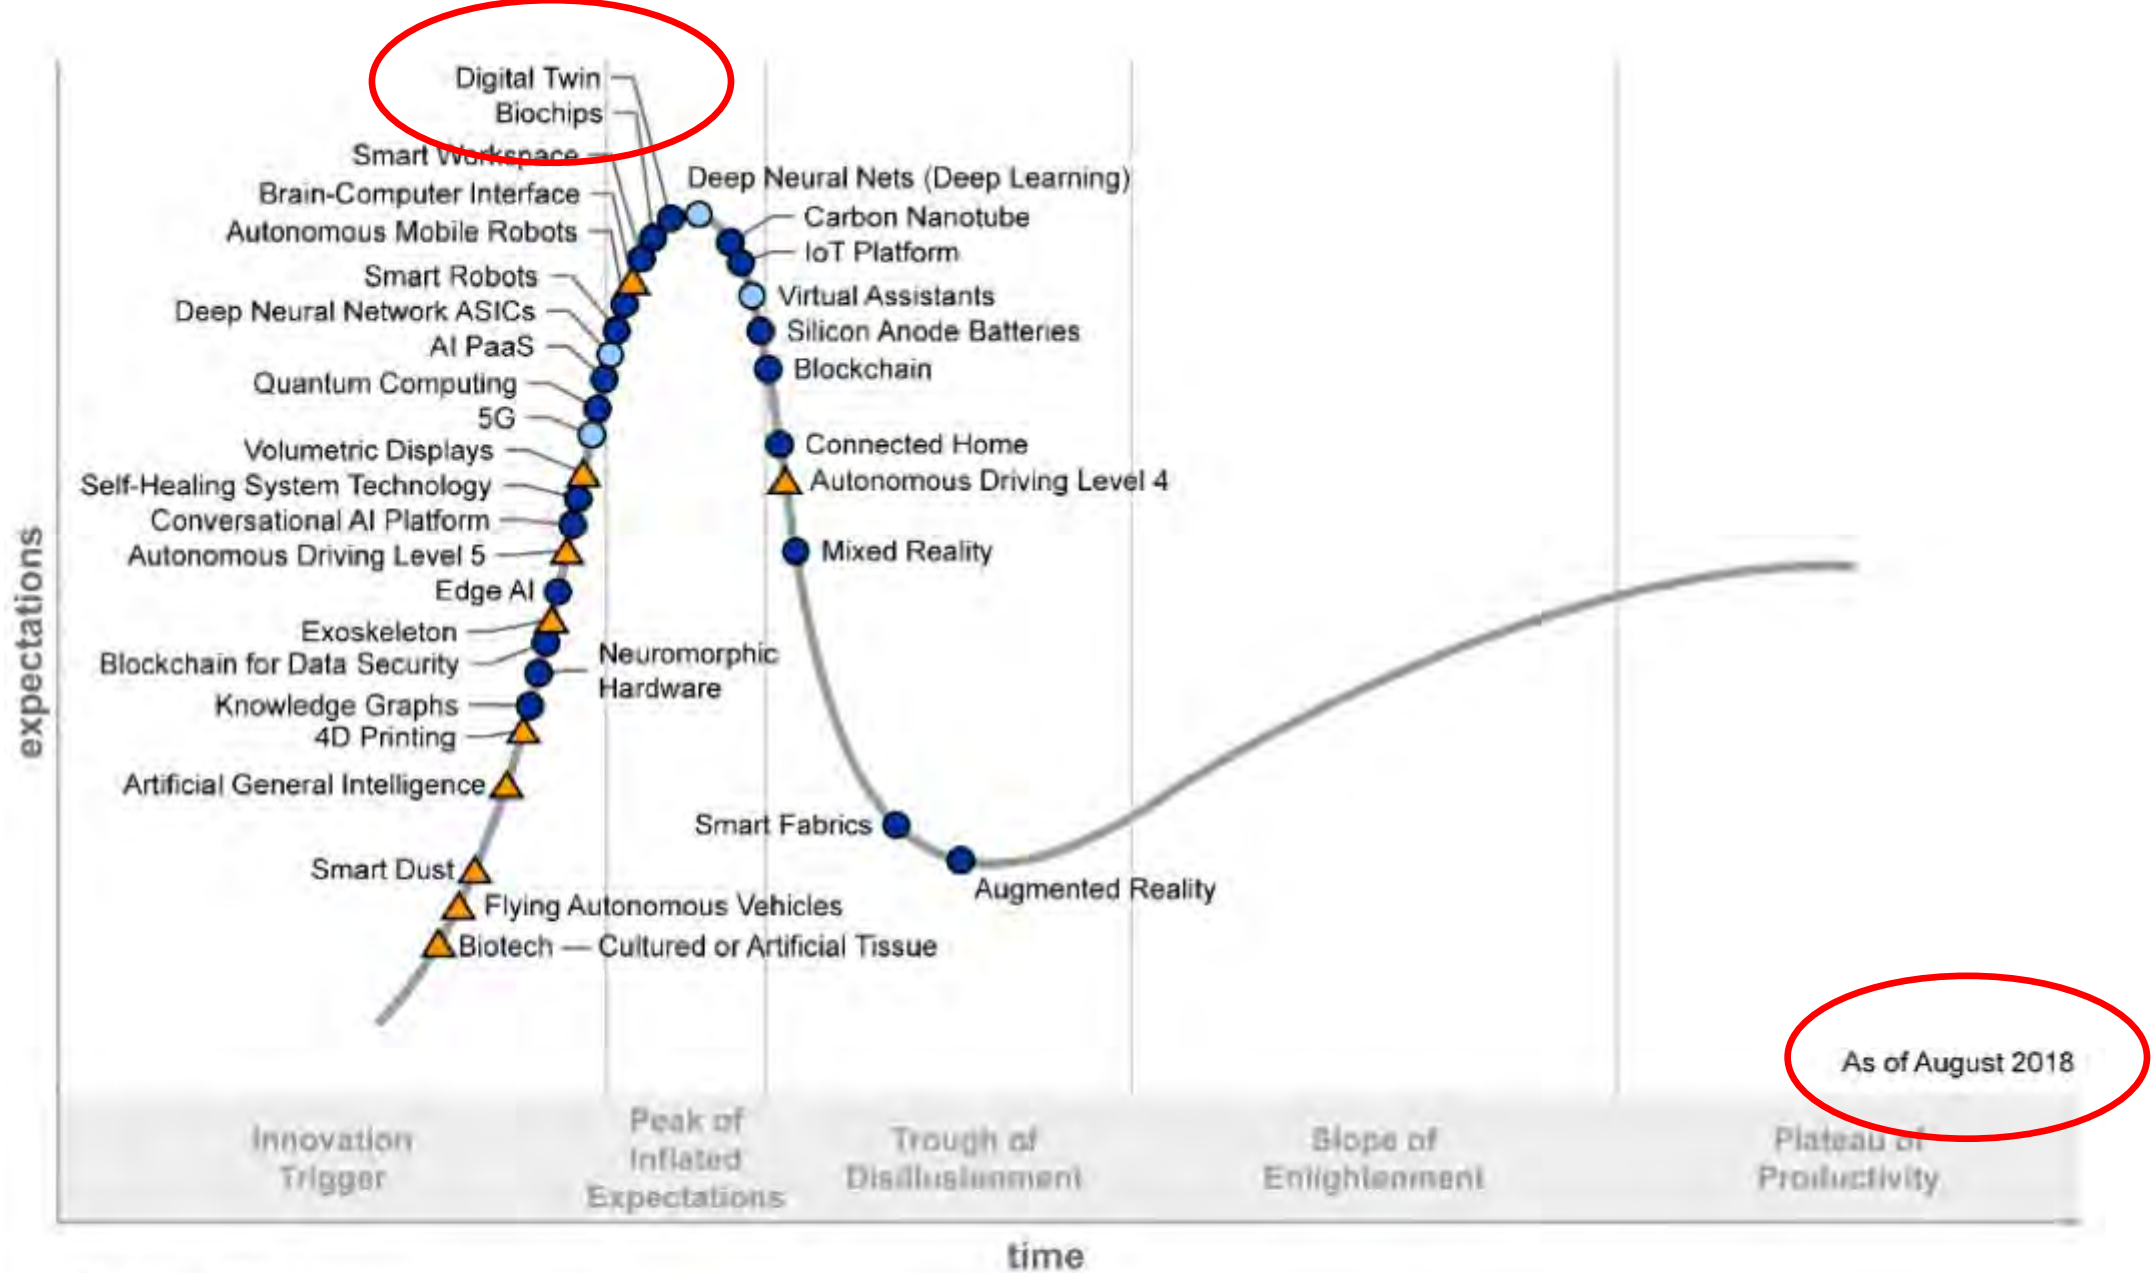 Digital Twin
Biochips
Smart Workspace
Brain-Computer Interface
Autonomous Mobile Robots
Smart Robots
Deep Neural Network ASICs
AI PaaS
Quantum Computing
5G
Volumetric Displays
Self-Healing System Technology
Conversational AI Platform
Autonomous Driving Level 5
Edge AI
Exoskeleton
Blockchain for Data Security
Neuromorphic
Hardware
Knowledge Graphs
4D Printing
Artificial General Intelligence
Smart Dust
Flying Autonomous Vehicles
Biotech — Cultured or Artificial Tissue
Deep Neural Nets (Deep Learning)
Carbon Nanotube
IoT Platform
Virtual Assistants
Silicon Anode Batteries
Blockchain
Connected Home
Autonomous Driving Level 4
Mixed Reality
Smart Fabrics
Augmented Reality
As of August 2018
expectations
Innovation
Trigger
Peak of
Inflated
Expectations
Trough of
Disillusionment
Slope of
Enlightenment
Plateau of
Productivity
time